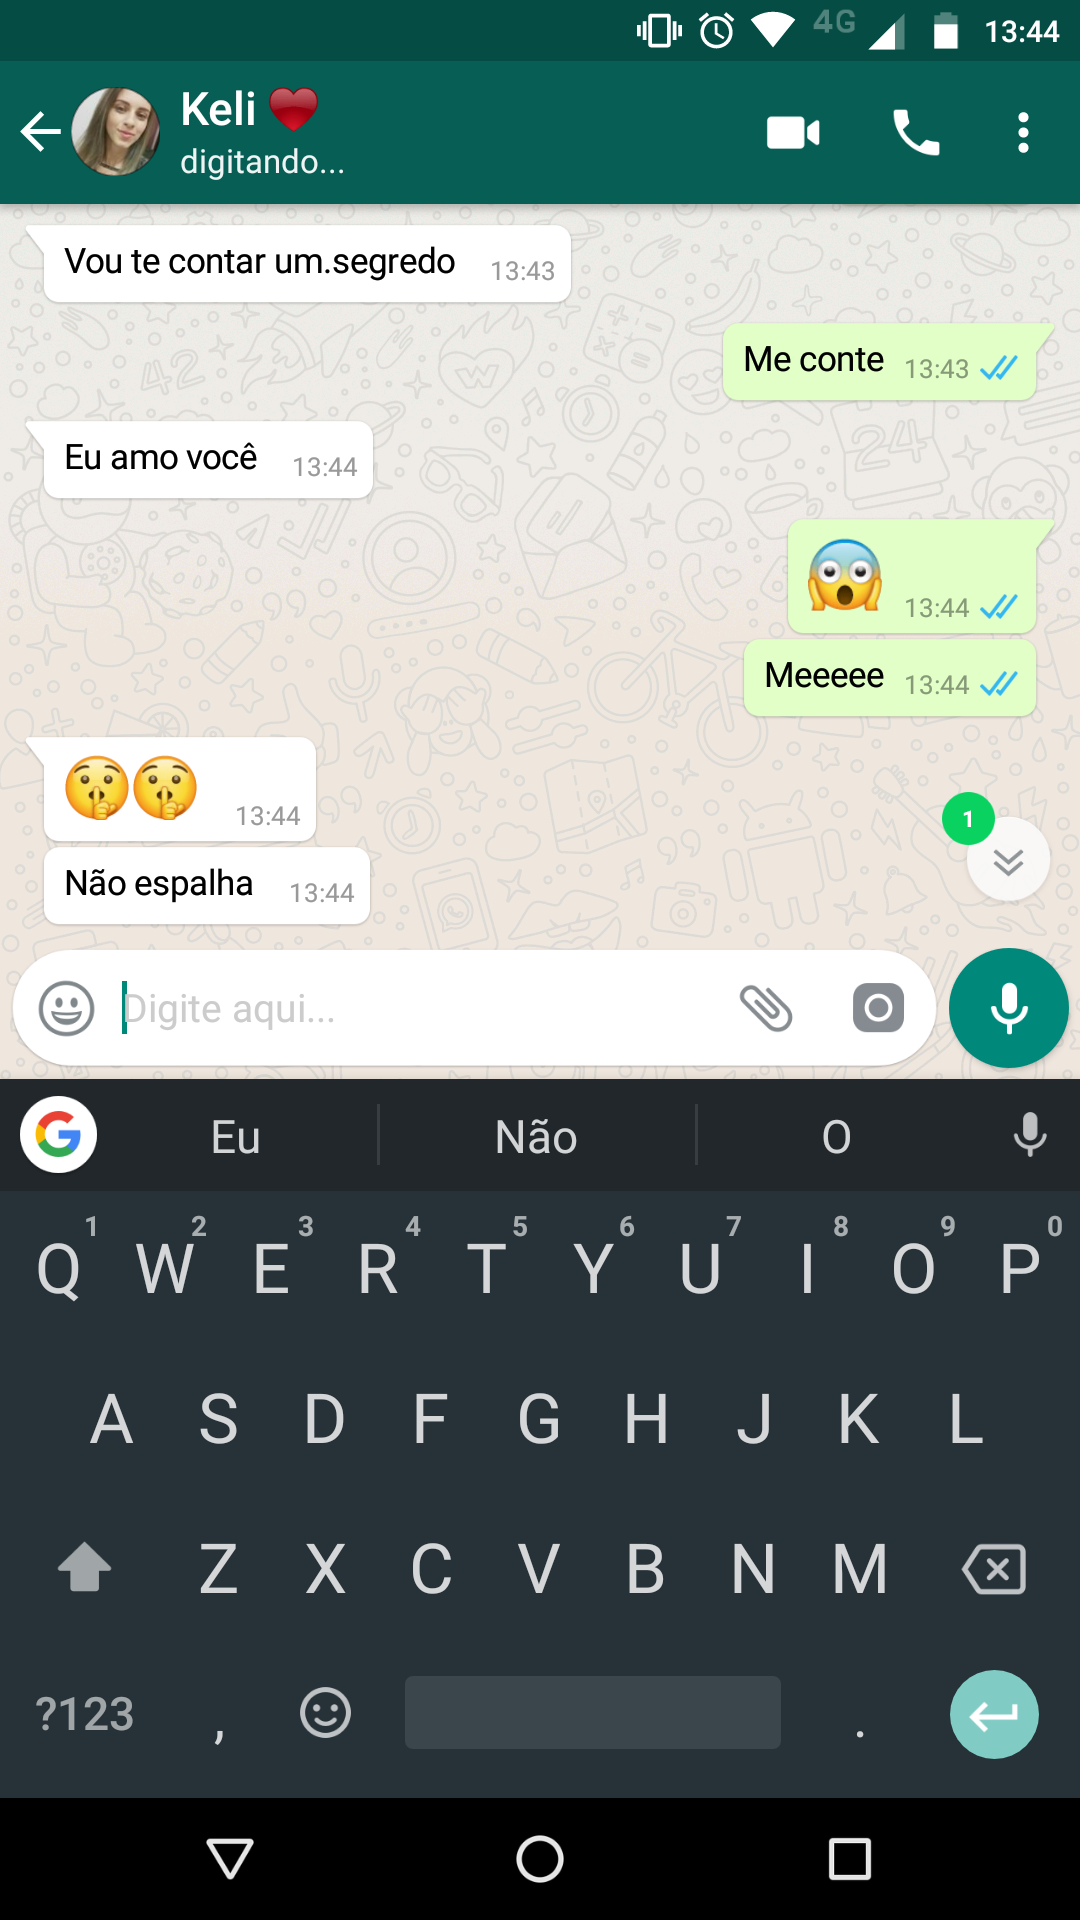 4G 13:44
Keli ❤
digitando...
Vou te contar um.segredo 13:43
Me conte 13:43
Eu amo você 13:44
😱 13:44
Meeeee 13:44
🤫🤫 13:44
1
Não espalha 13:44
Digite aqui...
G Eu Não O
1 2 3 4 5 6 7 8 9 0
Q W E R T Y U I O P
A S D F G H J K L
Z X C V B N M
?123 , .